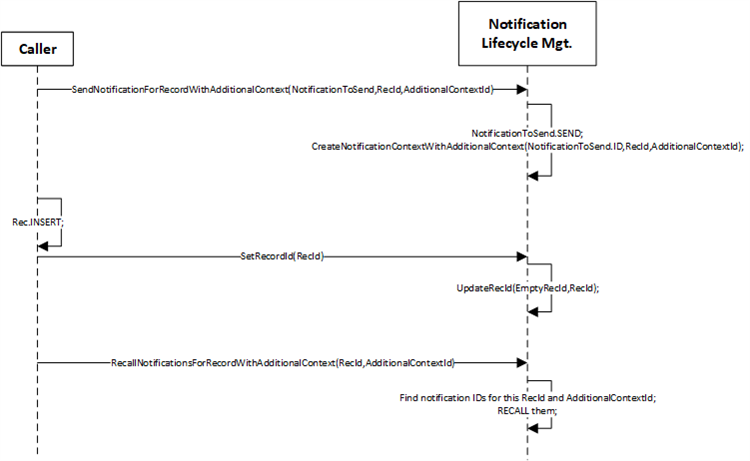 Caller
Notification
Lifecycle Mgt.
SendNotificationForRecordWithAdditionalContext(NotificationToSend,RecId,AdditionalContextId)
NotificationToSend.SEND;
CreateNotificationContextWithAdditionalContext(NotificationToSend.ID,RecId,AdditionalContextId);
Rec.INSERT;
SetRecordId(RecId)
UpdateRecId(EmptyRecId,RecId);
RecallNotificationsForRecordWithAdditionalContext(RecId,AdditionalContextId)
Find notification IDs for this RecId and AdditionalContextId;
RECALL them;